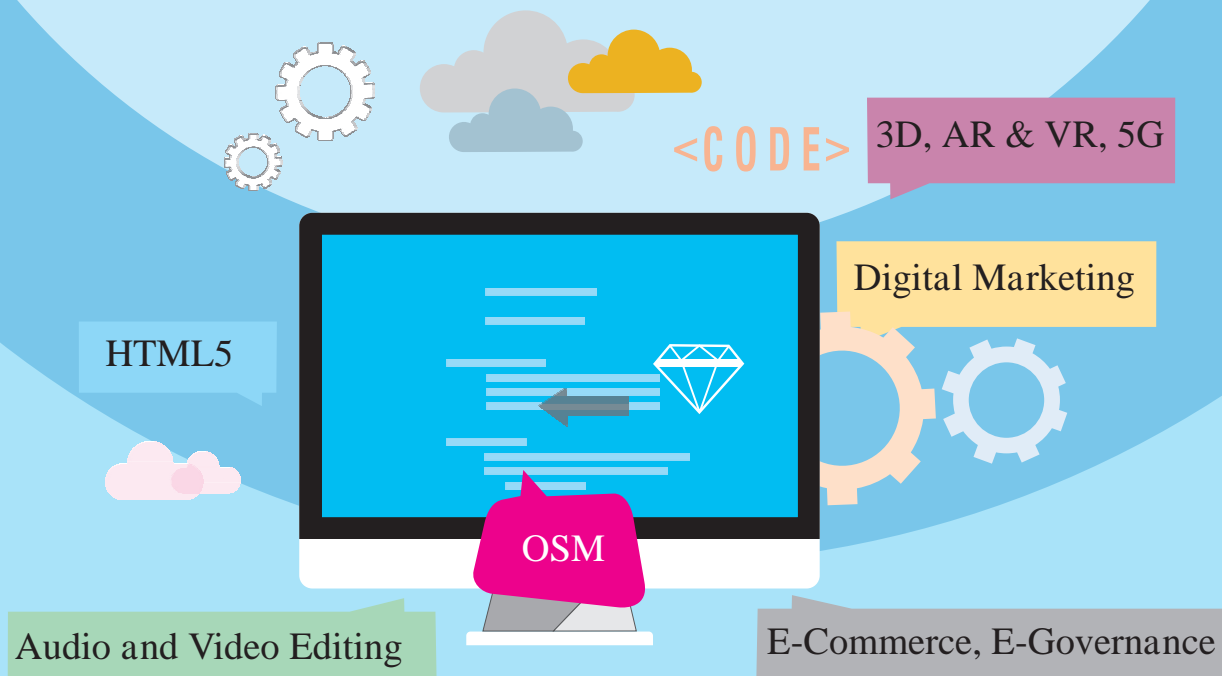 <CODE>
3D, AR & VR, 5G
Digital Marketing
HTML5
OSM
Audio and Video Editing
E-Commerce, E-Governance